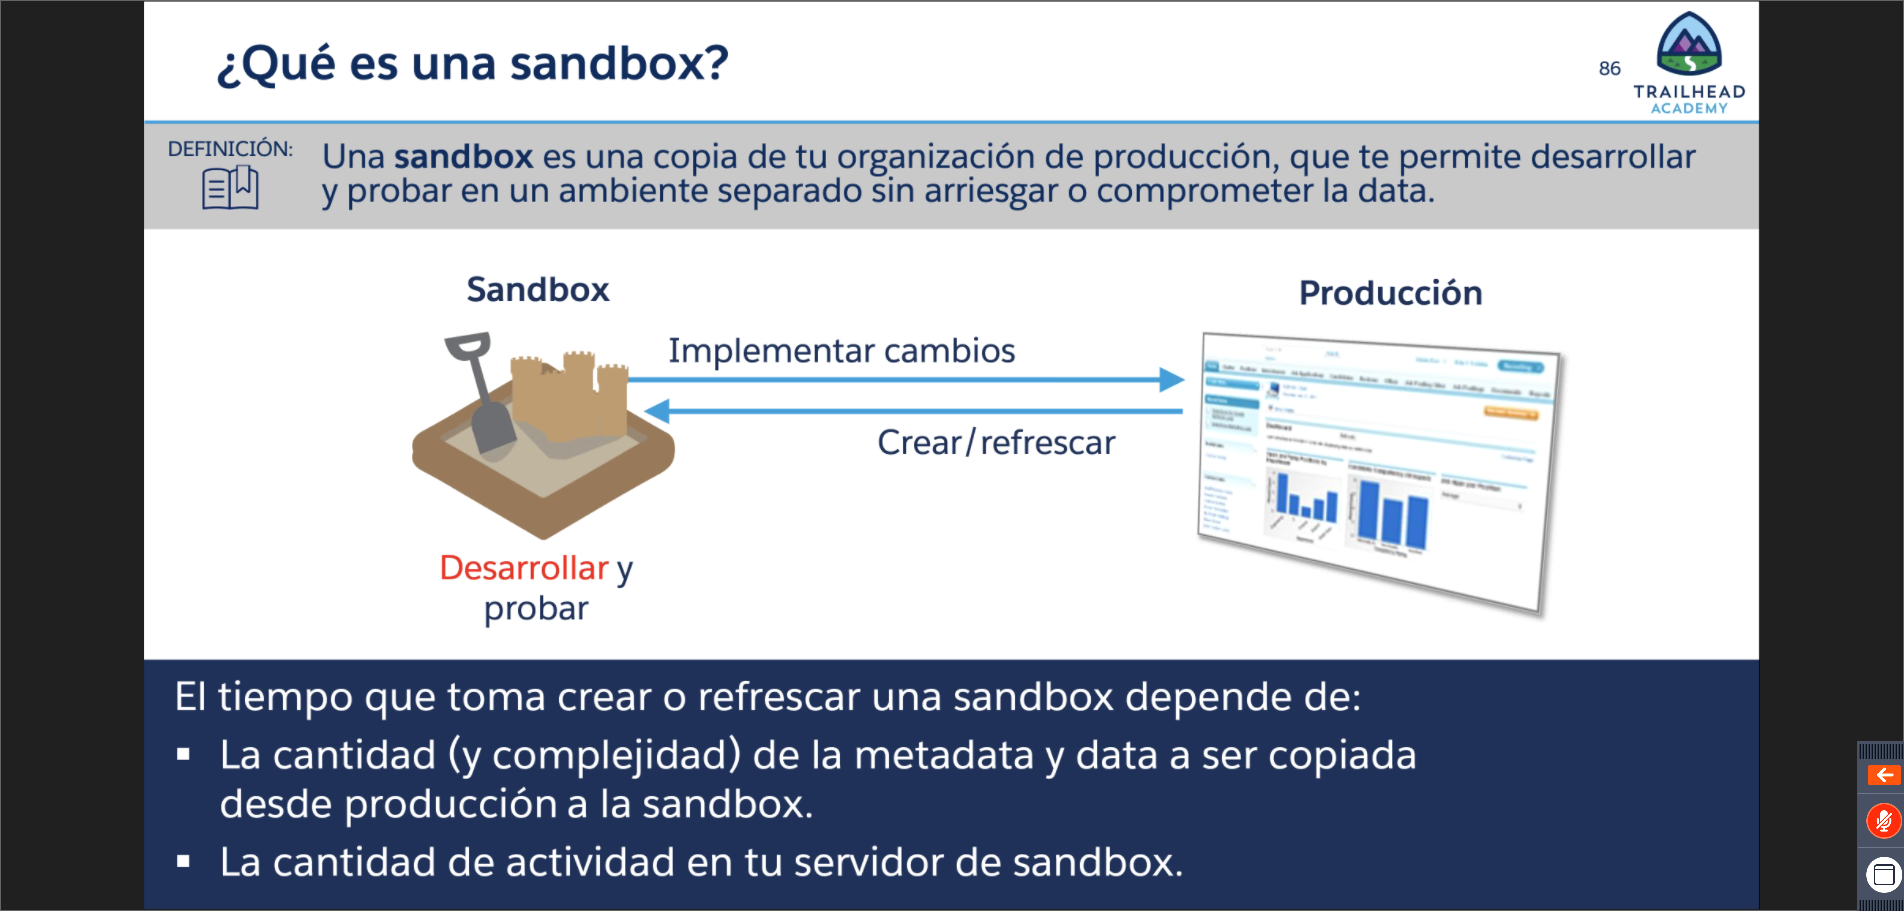 ¿Qué es una sandbox?
86
TRAILHEAD
ACADEMY
DEFINICIÓN:
Una sandbox es una copia de tu organización de producción, que te permite desarrollar
y probar en un ambiente separado sin arriesgar o comprometer la data.
Sandbox
Producción
Implementar cambios
Crear/refrescar
Desarrollar y
probar
El tiempo que toma crear o refrescar una sandbox depende de:
▪ La cantidad (y complejidad) de la metadata y data a ser copiada
desde producción a la sandbox.
▪ La cantidad de actividad en tu servidor de sandbox.